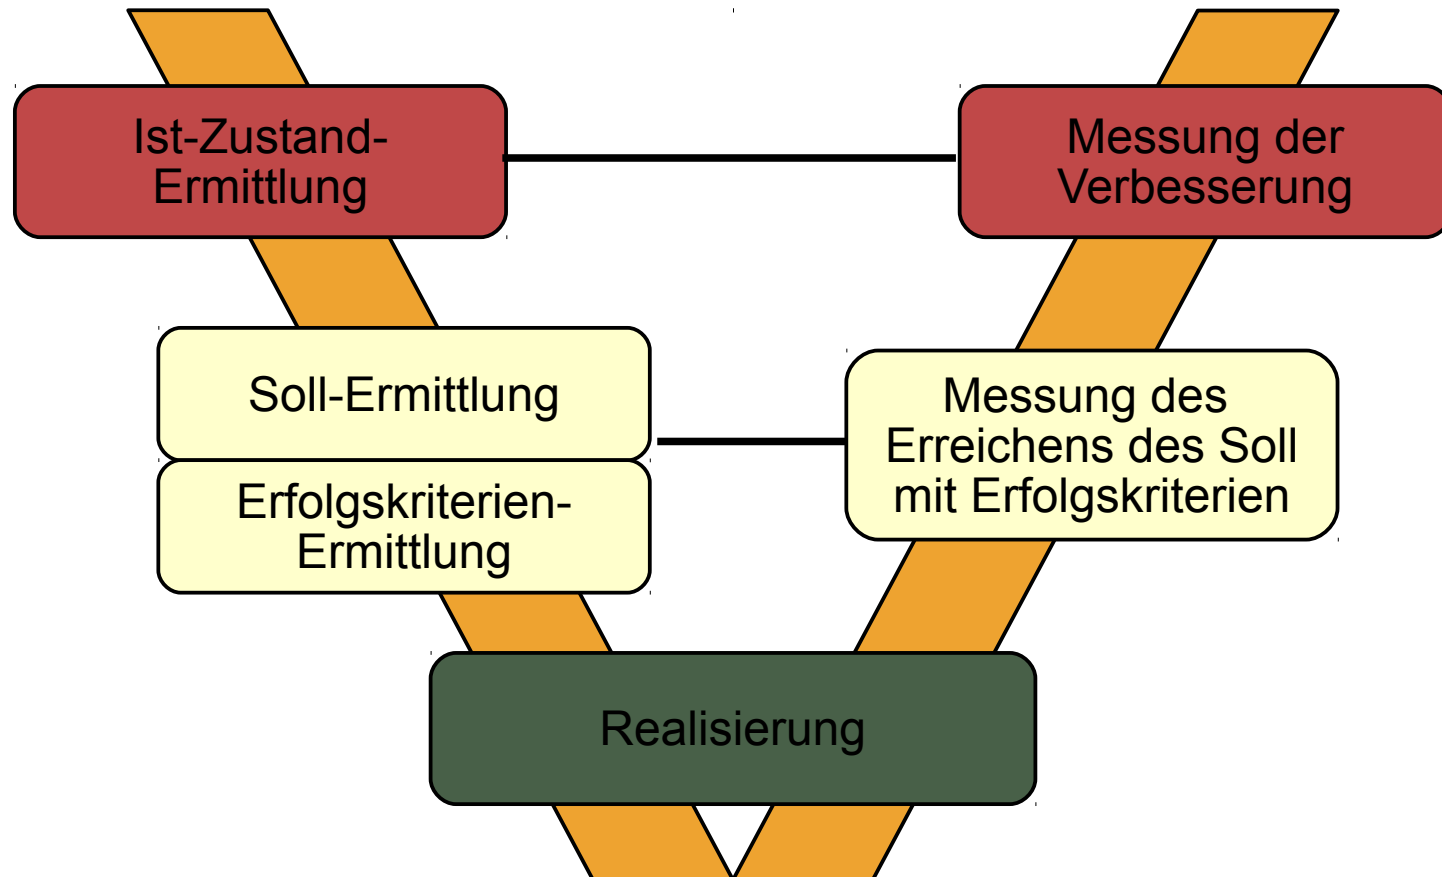 Ist-Zustand-
Ermittlung
Messung der
Verbesserung
Soll-Ermittlung
Erfolgskriterien-
Ermittlung
Messung des
Erreichens des Soll
mit Erfolgskriterien
Realisierung